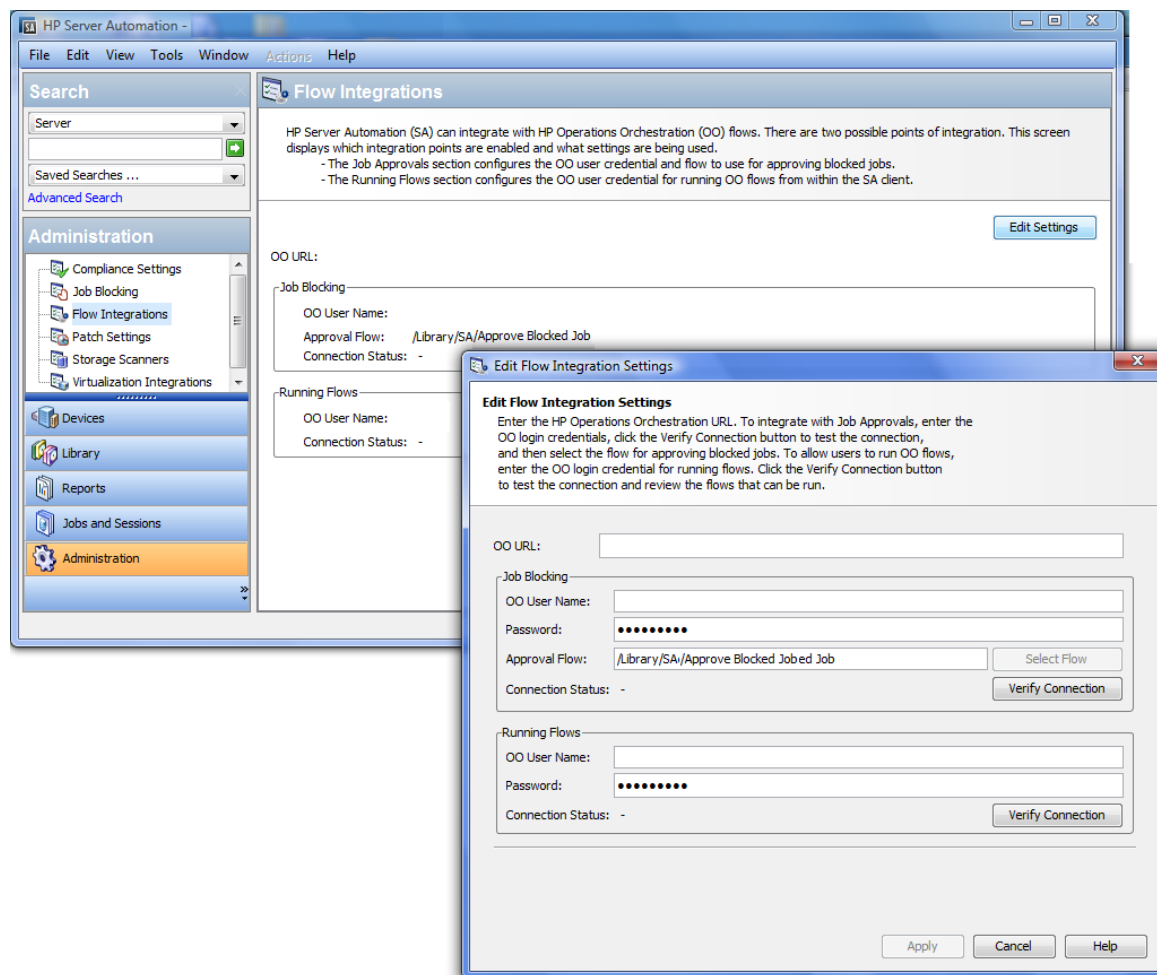 HP Server Automation -
File Edit View Tools Window Actions Help
Search
Server
Saved Searches ...
Advanced Search
Administration
Compliance Settings
Job Blocking
Flow Integrations
Patch Settings
Storage Scanners
Virtualization Integrations
Devices
Library
Reports
Jobs and Sessions
Administration
»
Flow Integrations
HP Server Automation (SA) can integrate with HP Operations Orchestration (OO) flows. There are two possible points of integration. This screen
displays which integration points are enabled and what settings are being used.
- The Job Approvals section configures the OO user credential and flow to use for approving blocked jobs.
- The Running Flows section configures the OO user credential for running OO flows from within the SA client.
Edit Settings
OO URL:
Job Blocking
OO User Name:
Approval Flow: /Library/SA/Approve Blocked Job
Connection Status: -
Running Flows
OO User Name:
Connection Status: -
Edit Flow Integration Settings
Edit Flow Integration Settings
Enter the HP Operations Orchestration URL. To integrate with Job Approvals, enter the
OO login credentials, click the Verify Connection button to test the connection,
and then select the flow for approving blocked jobs. To allow users to run OO flows,
enter the OO login credential for running flows. Click the Verify Connection button
to test the connection and review the flows that can be run.
OO URL:
Job Blocking
OO User Name:
Password: •••••••••
Approval Flow: /Library/SA/Approve Blocked Jobed Job Select Flow
Connection Status: - Verify Connection
Running Flows
OO User Name:
Password: •••••••••
Connection Status: - Verify Connection
Apply Cancel Help